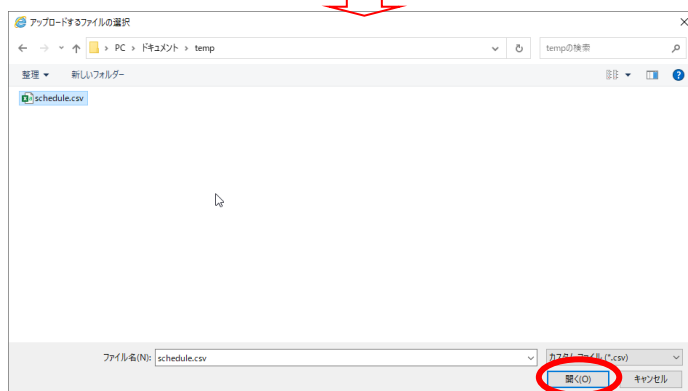 アップロードするファイルの選択
PC › ドキュメント › temp
tempの検索
整理 新しいフォルダー
schedule.csv
ファイル名(N): schedule.csv
カスタム ファイル (*.csv)
開く(O) キャンセル